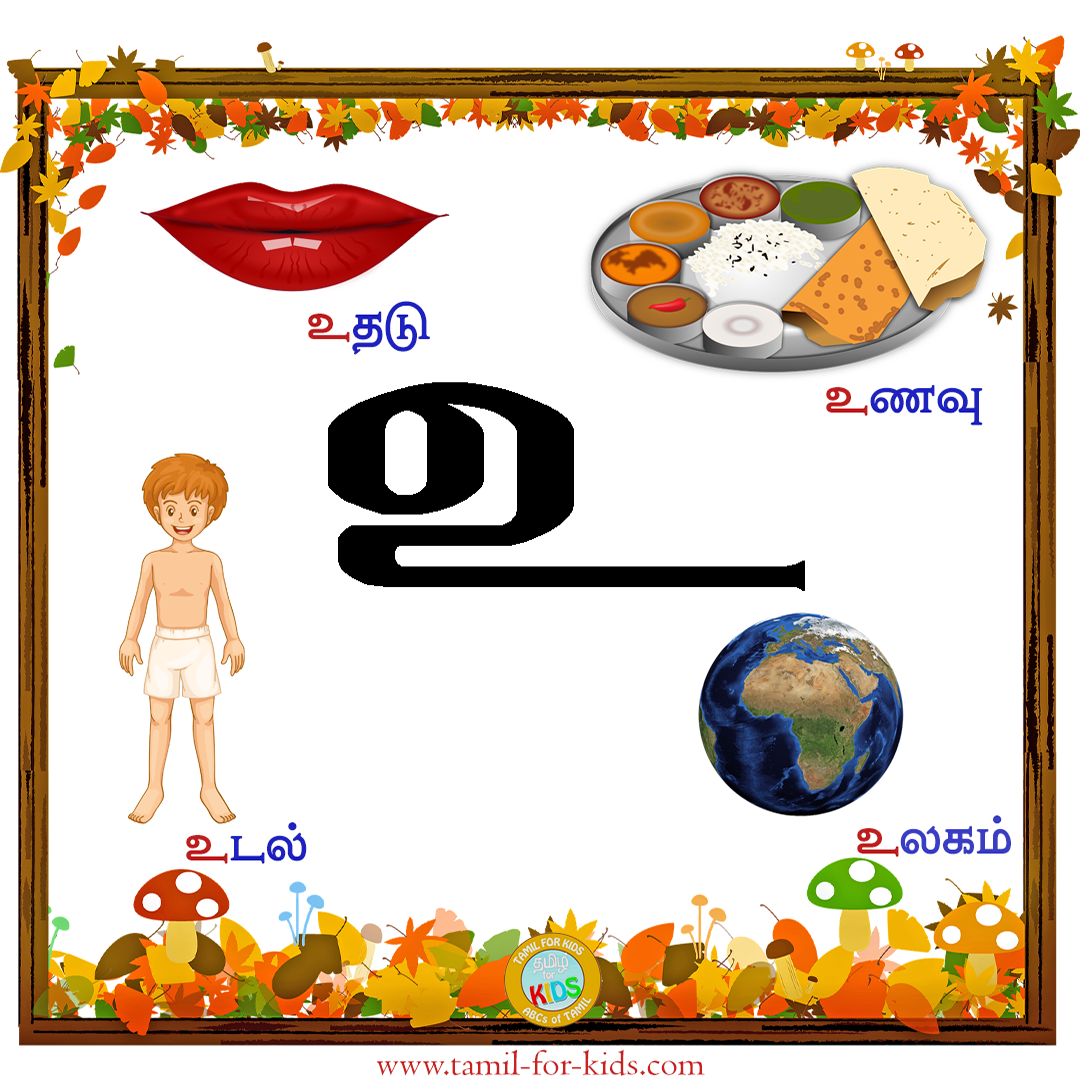 உதடு
உணவு
உ
உடல்
உலகம்
TAMIL FOR KIDS
தமிழ்
for
KIDS
ABCs of TAMIL
www.tamil-for-kids.com